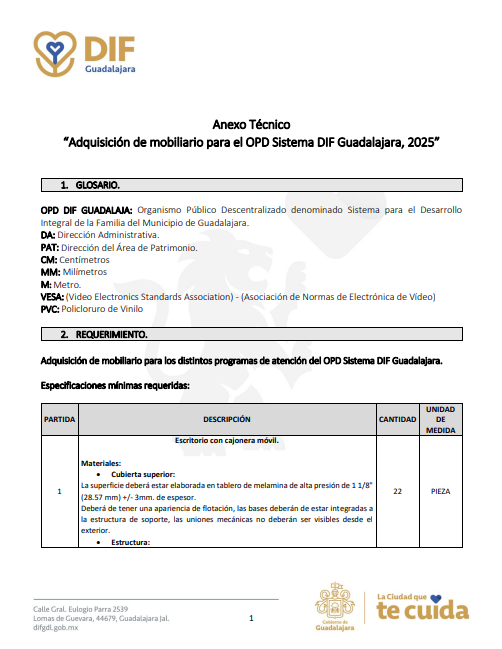 DIF
Guadalajara
Anexo Técnico
“Adquisición de mobiliario para el OPD Sistema DIF Guadalajara, 2025”
1. GLOSARIO.
OPD DIF GUADALAJA: Organismo Público Descentralizado denominado Sistema para el Desarrollo
Integral de la Familia del Municipio de Guadalajara.
DA: Dirección Administrativa.
PAT: Dirección del Área de Patrimonio.
CM: Centímetros
MM: Milímetros
M: Metro.
VESA: (Video Electronics Standards Association) - (Asociación de Normas de Electrónica de Vídeo)
PVC: Policloruro de Vinilo
2. REQUERIMIENTO.
Adquisición de mobiliario para los distintos programas de atención del OPD Sistema DIF Guadalajara.
Especificaciones mínimas requeridas:
PARTIDA DESCRIPCIÓN CANTIDAD UNIDAD DE MEDIDA
Escritorio con cajonera móvil.
Materiales:
• Cubierta superior:
La superficie deberá estar elaborada en tablero de melamina de alta presión de 1 1/8"
1 22 PIEZA
(28.57 mm) +/- 3mm. de espesor.
Deberá de tener una apariencia de flotación, las bases deberán de estar integradas a
la estructura de soporte, las uniones mecánicas no deberán ser visibles desde el
exterior.
• Estructura:
Calle Gral. Eulogio Parra 2539
Lomas de Guevara, 44679, Guadalajara Jal.
difgdl.gob.mx
1
Gobierno de
Guadalajara
La Ciudad que
te cuida